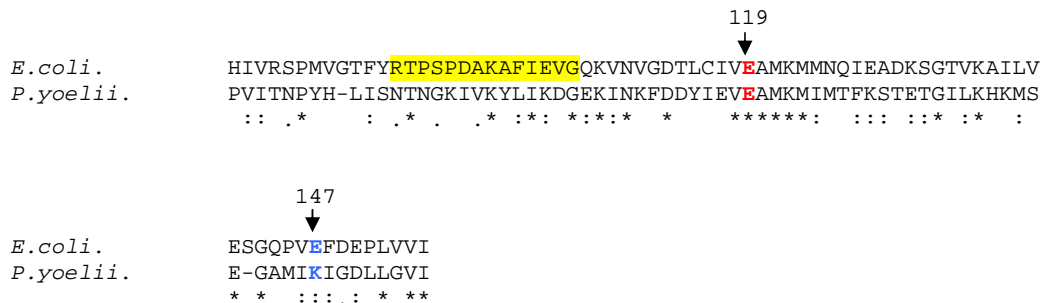 119
E.coli. HIVRSPMVGTFYRTPSPDAKAFIEVGQKVNVGDTLCIVEAMKMMNQIEADKSGTVKAILV
P.yoelii. PVITNPYH-LISNTNGKIVKYLIKDGEKINKFDDYIEVEAMKMIMTFKSTETGILKHKMS
:: .* : .* . .* :*: *:*:* * ******: ::: ::* :* :
147
E.coli. ESGQPVEFDEPLVVI
P.yoelii. E-GAMIKIGDLLGVI
* * :::.: * **